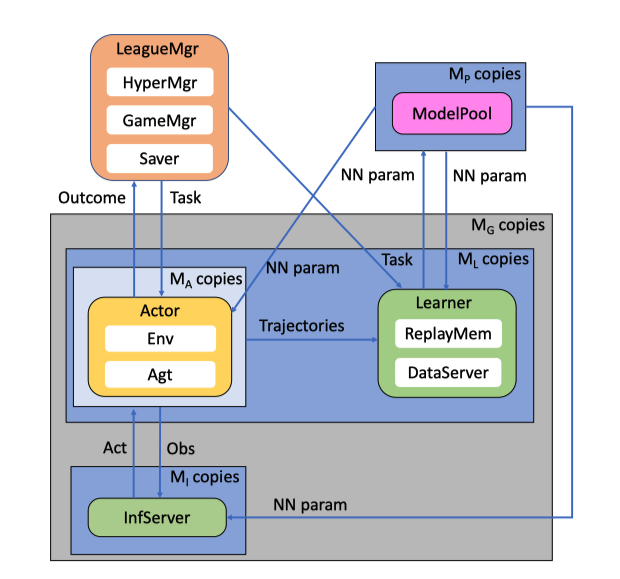 LeagueMgr
HyperMgr
GameMgr
Saver
M_P copies
ModelPool
NN param
NN param
Outcome
Task
M_G copies
M_L copies
Task
NN param
M_A copies
Actor
Env
Agt
Trajectories
Learner
ReplayMem
DataServer
Act
Obs
M_I copies
InfServer
NN param